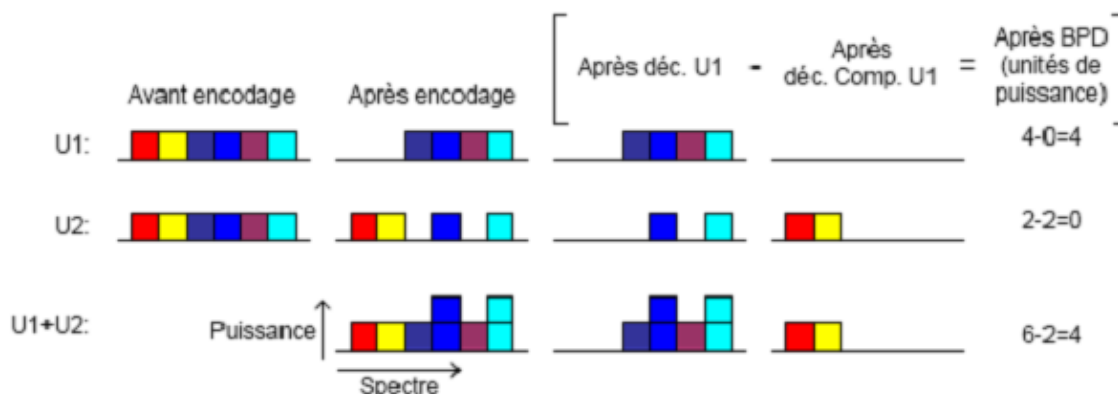 Avant encodage
Après encodage
Après déc. U1 - Après déc. Comp. U1 = Après BPD (unités de puissance)
U1:
4-0=4
U2:
2-2=0
U1+U2:
Puissance
6-2=4
Spectre